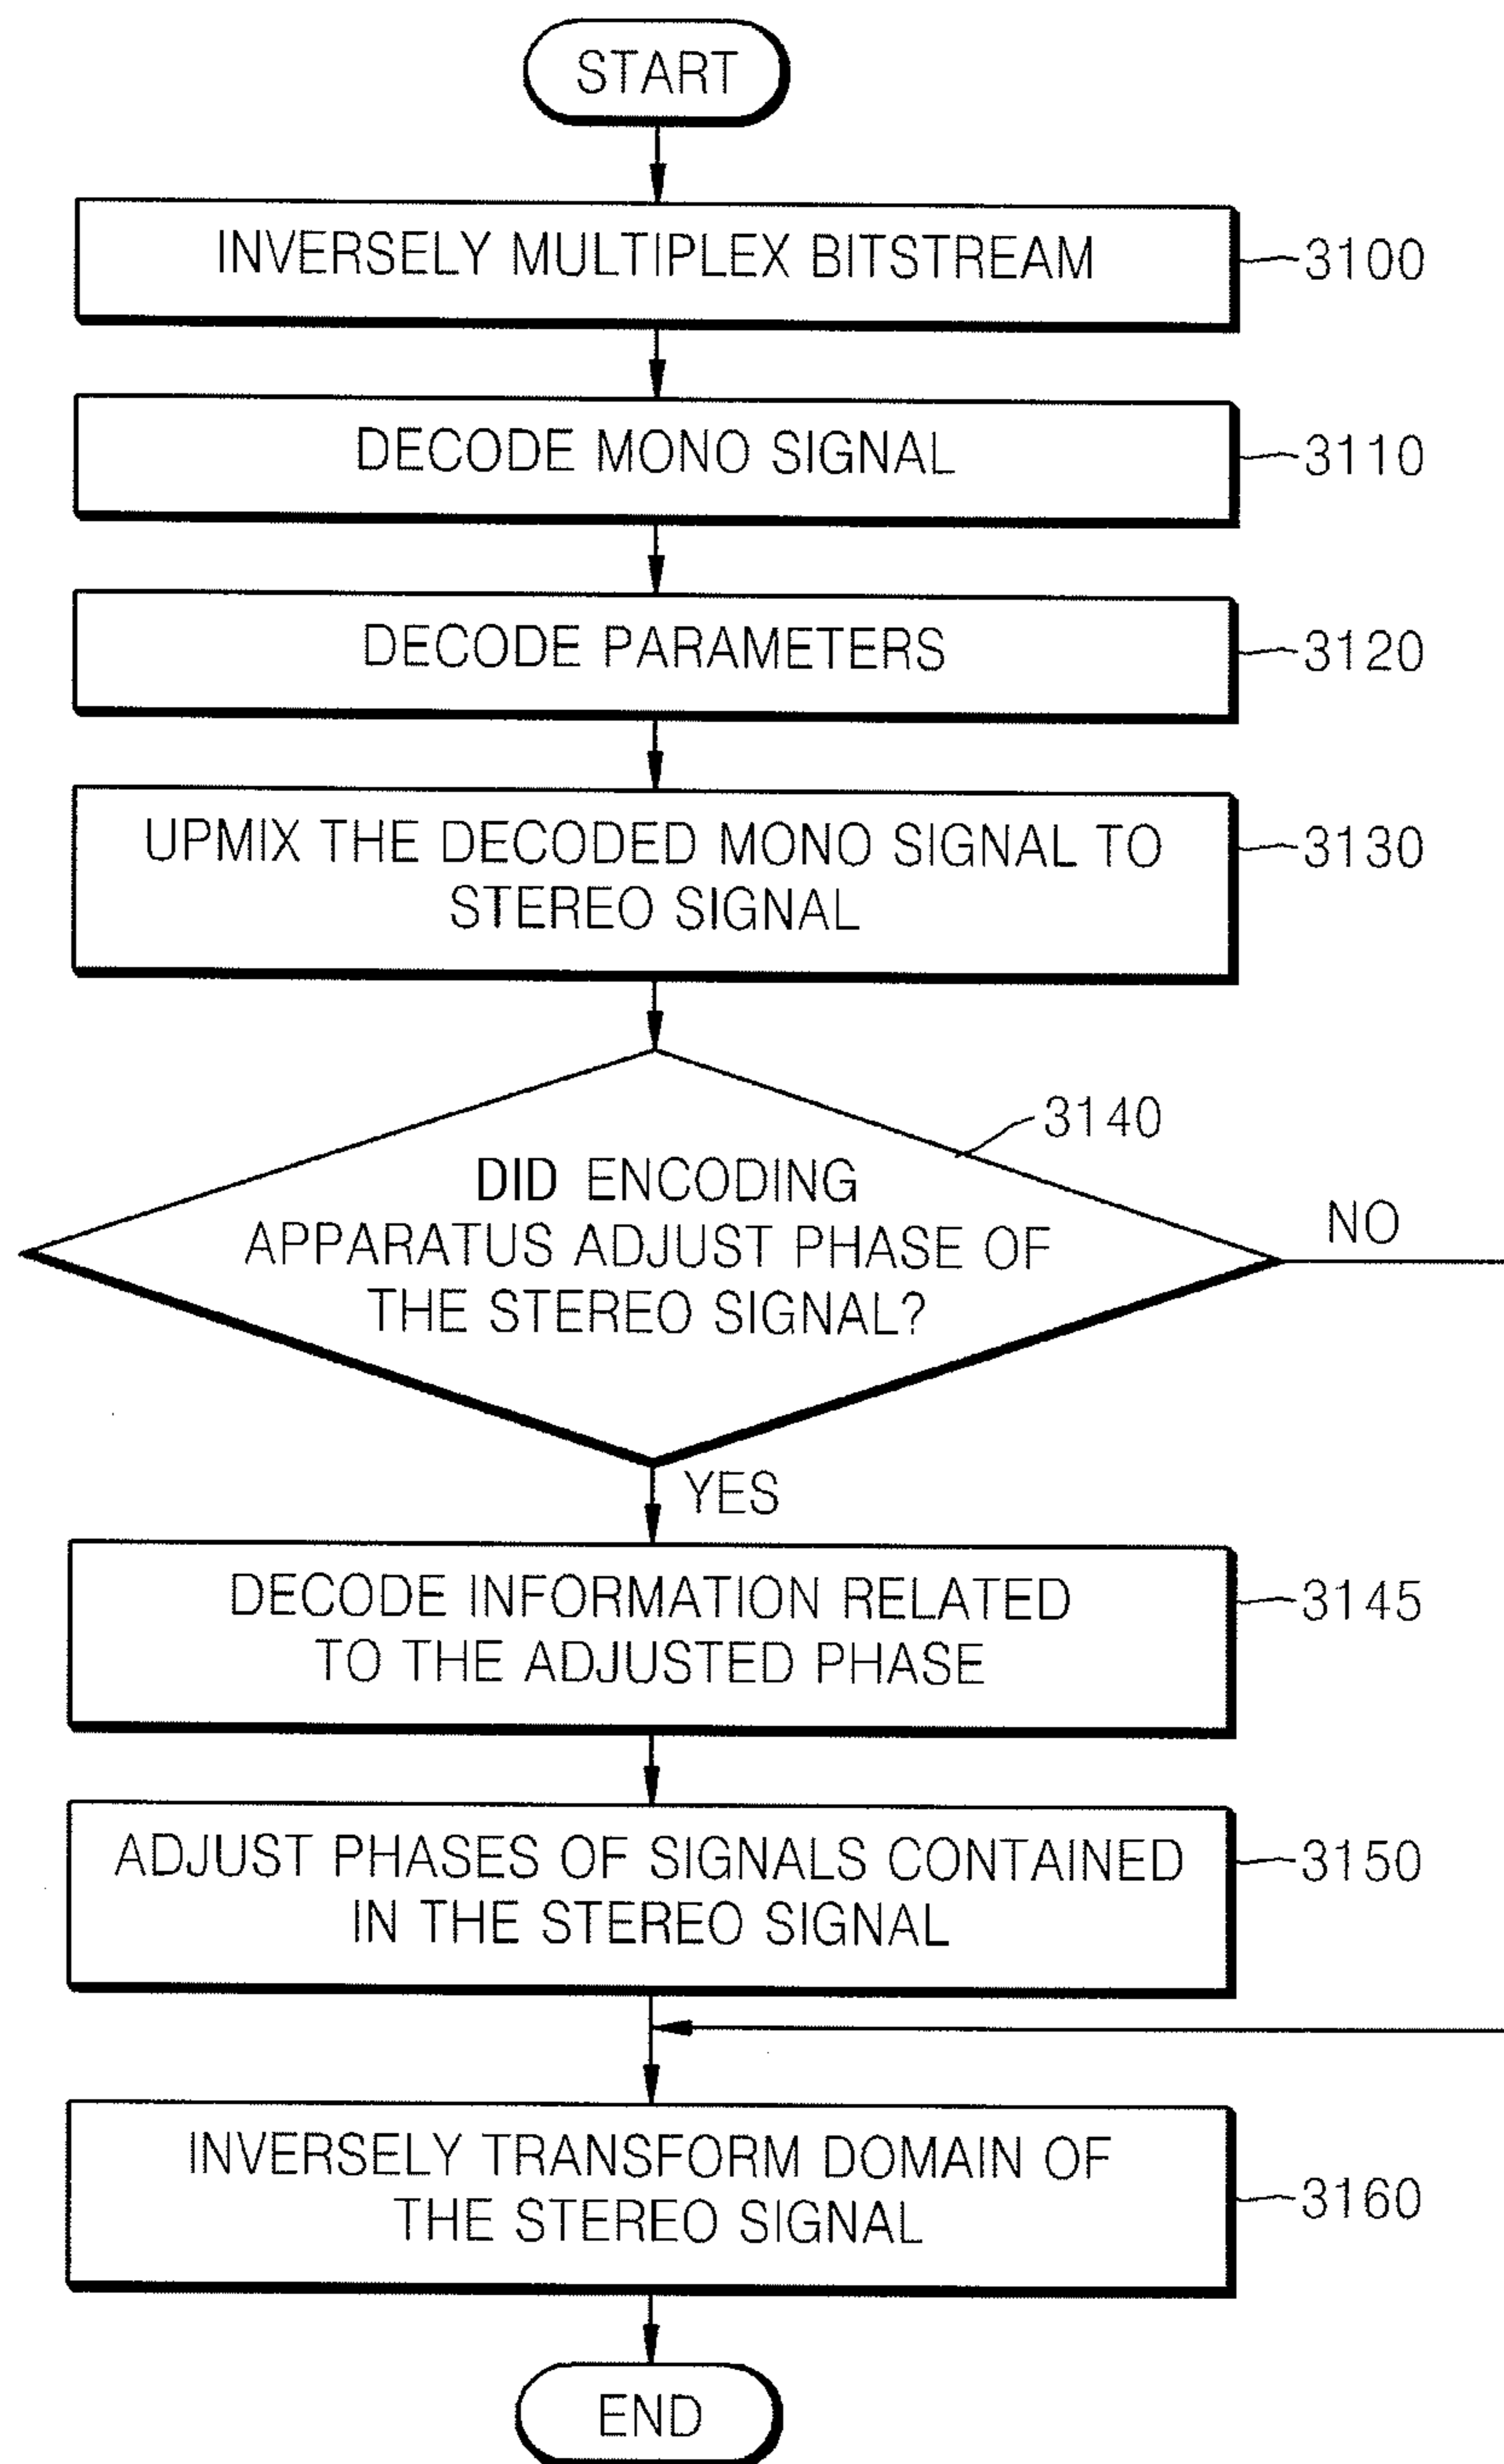 START
INVERSELY MULTIPLEX BITSTREAM
3100
DECODE MONO SIGNAL
3110
DECODE PARAMETERS
3120
UPMIX THE DECODED MONO SIGNAL TO
STEREO SIGNAL
3130
3140
DID ENCODING
APPARATUS ADJUST PHASE OF
THE STEREO SIGNAL?
NO
YES
DECODE INFORMATION RELATED
TO THE ADJUSTED PHASE
3145
ADJUST PHASES OF SIGNALS CONTAINED
IN THE STEREO SIGNAL
3150
INVERSELY TRANSFORM DOMAIN OF
THE STEREO SIGNAL
3160
END